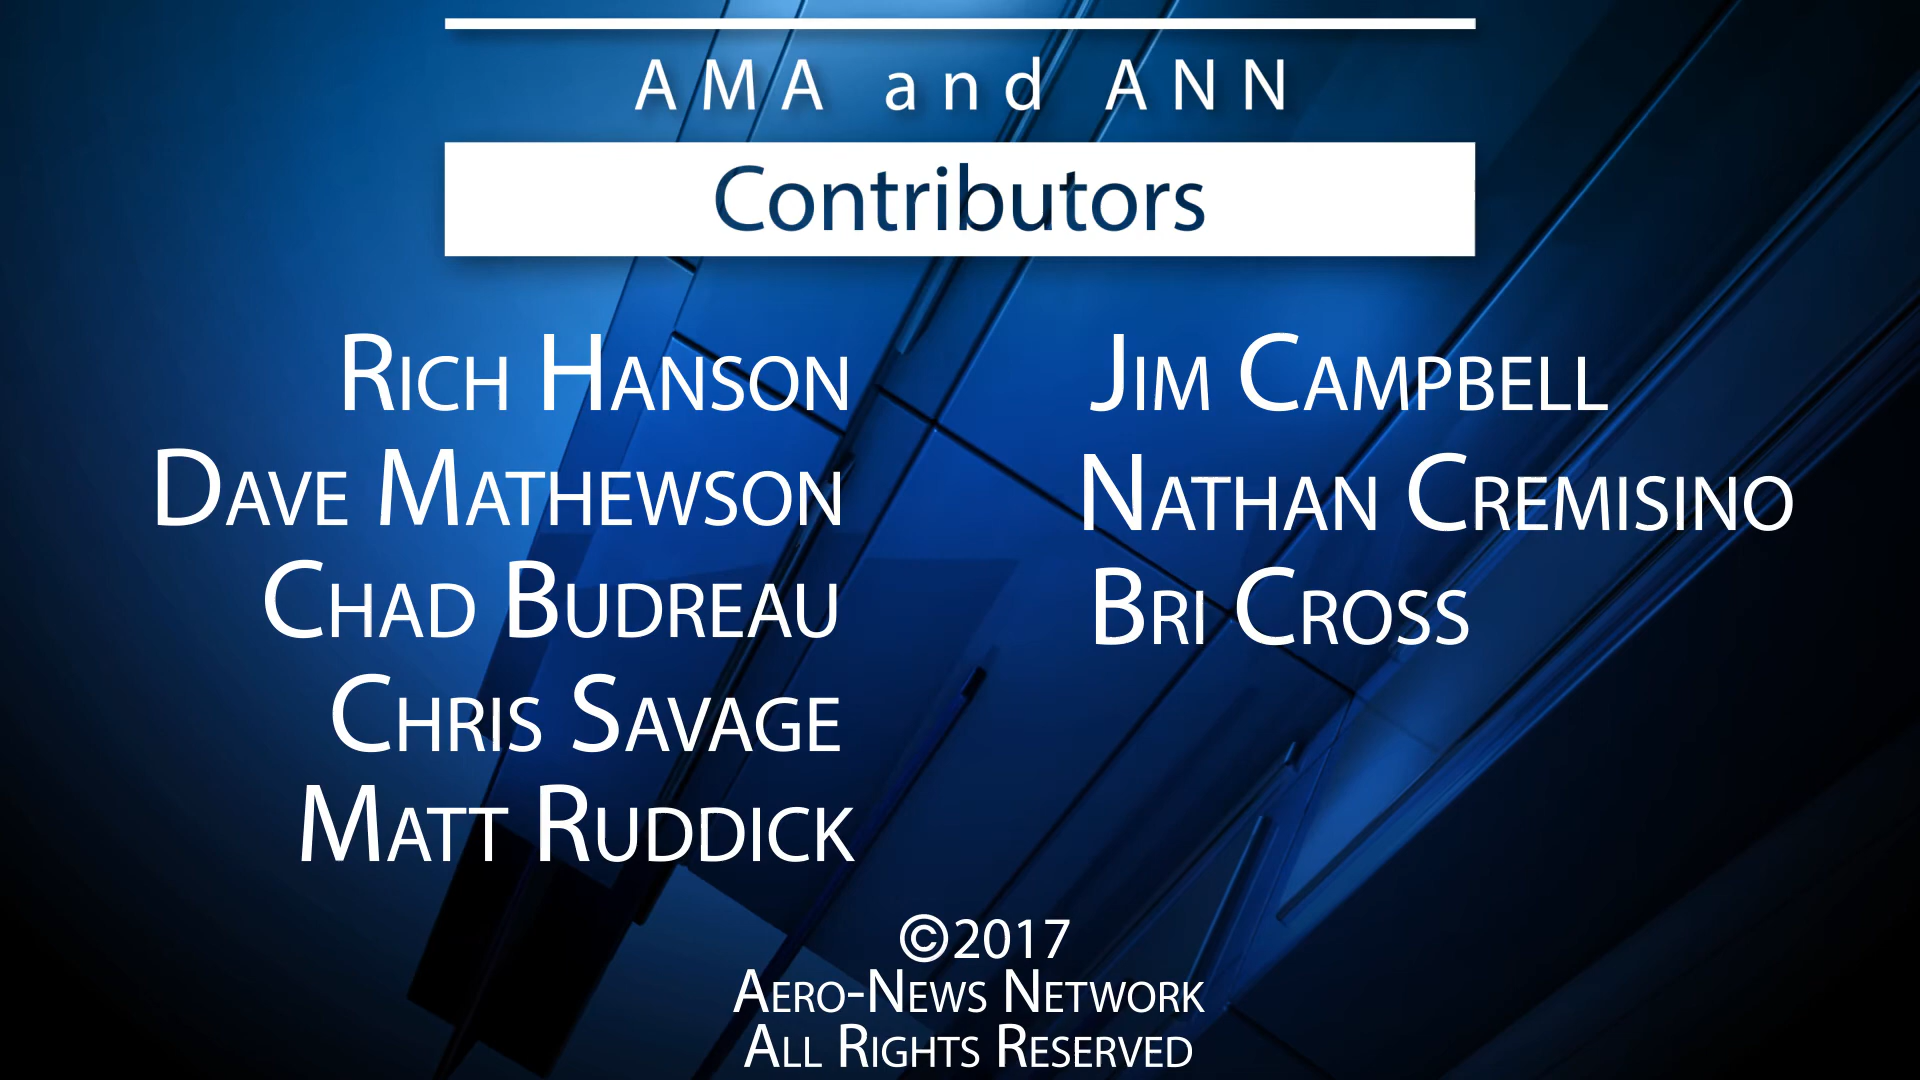 AMA and ANN
Contributors
Rich Hanson
Dave Mathewson
Chad Budreau
Chris Savage
Matt Ruddick
Jim Campbell
Nathan Cremisino
Bri Cross
©2017
Aero-News Network
All Rights Reserved